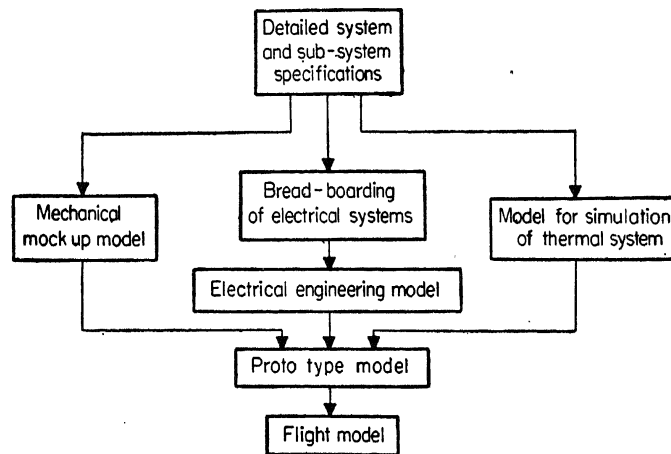 Detailed system
and sub-system
specifications
Mechanical
mock up model
Bread-boarding
of electrical systems
Model for simulation
of thermal system
Electrical engineering model
Proto type model
Flight model